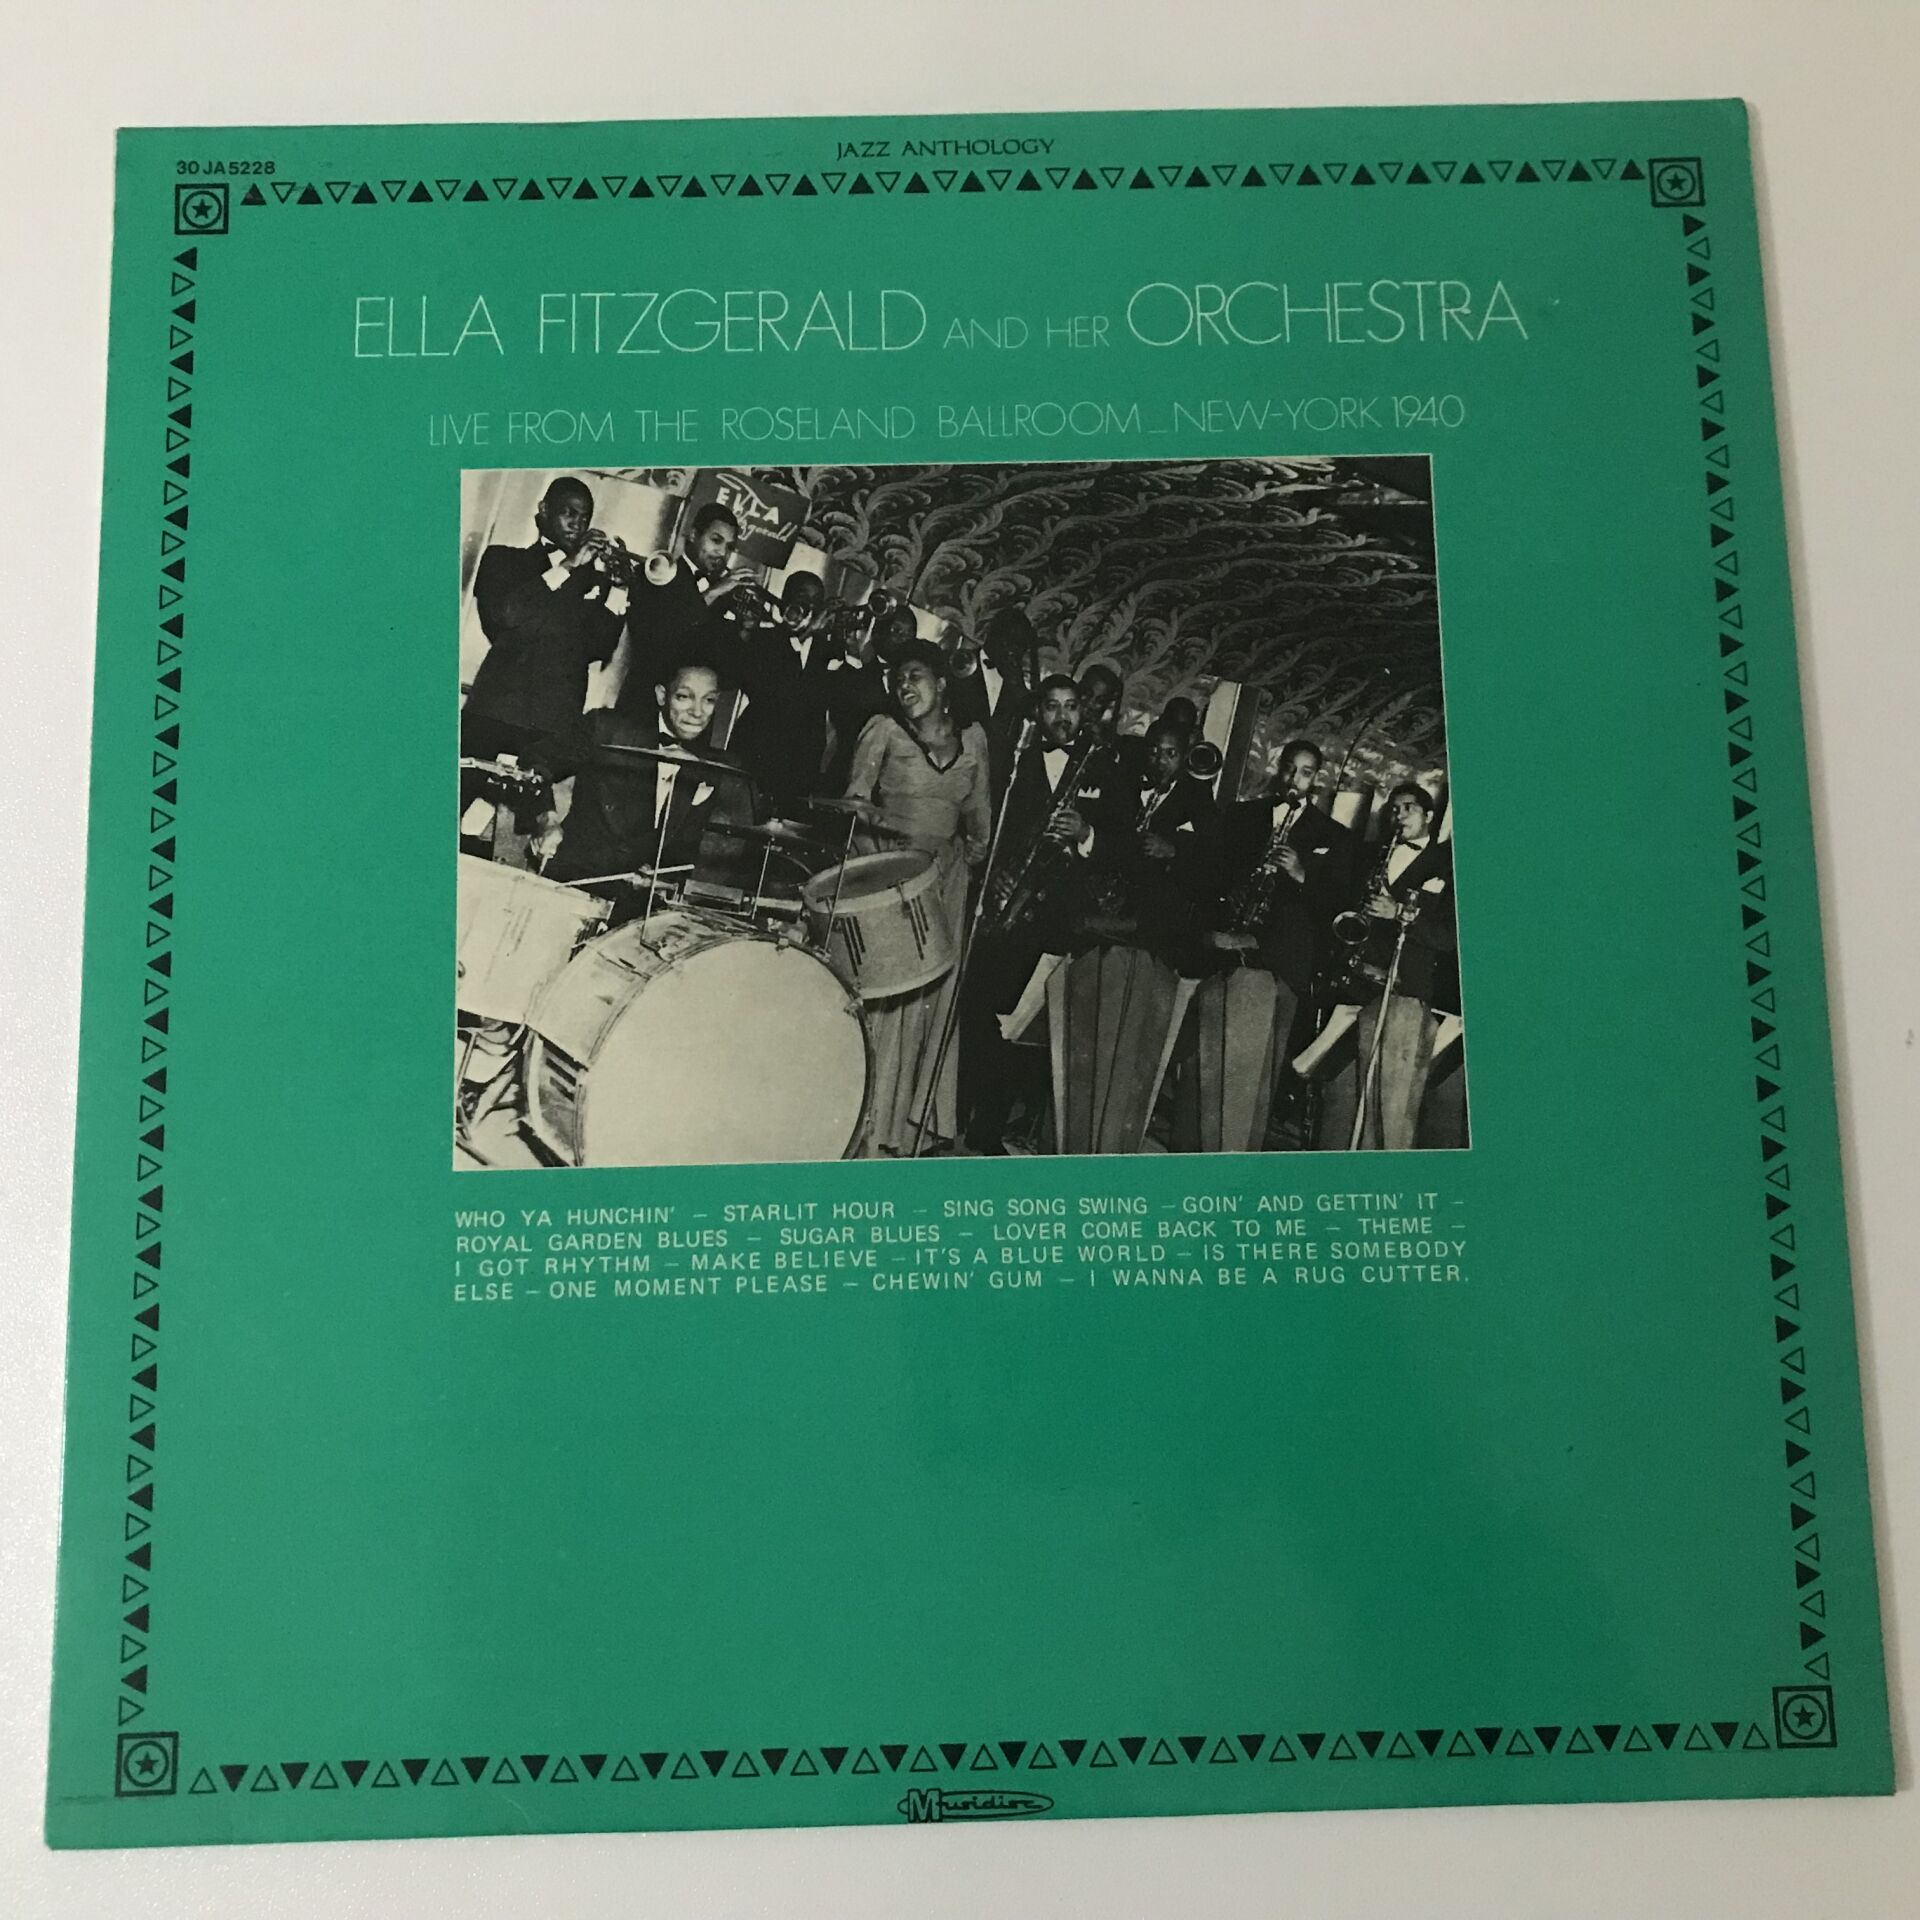 JAZZ ANTHOLOGY
30 JA 5228
ELLA FITZGERALD AND HER ORCHESTRA
LIVE FROM THE ROSELAND BALLROOM_NEW-YORK 1940
ELLA
Fitzgerald
WHO YA HUNCHIN' – STARLIT HOUR – SING SONG SWING – GOIN' AND GETTIN' IT –
ROYAL GARDEN BLUES – SUGAR BLUES – LOVER COME BACK TO ME – THEME –
I GOT RHYTHM – MAKE BELIEVE – IT'S A BLUE WORLD – IS THERE SOMEBODY
ELSE – ONE MOMENT PLEASE – CHEWIN' GUM – I WANNA BE A RUG CUTTER.
Musidisc